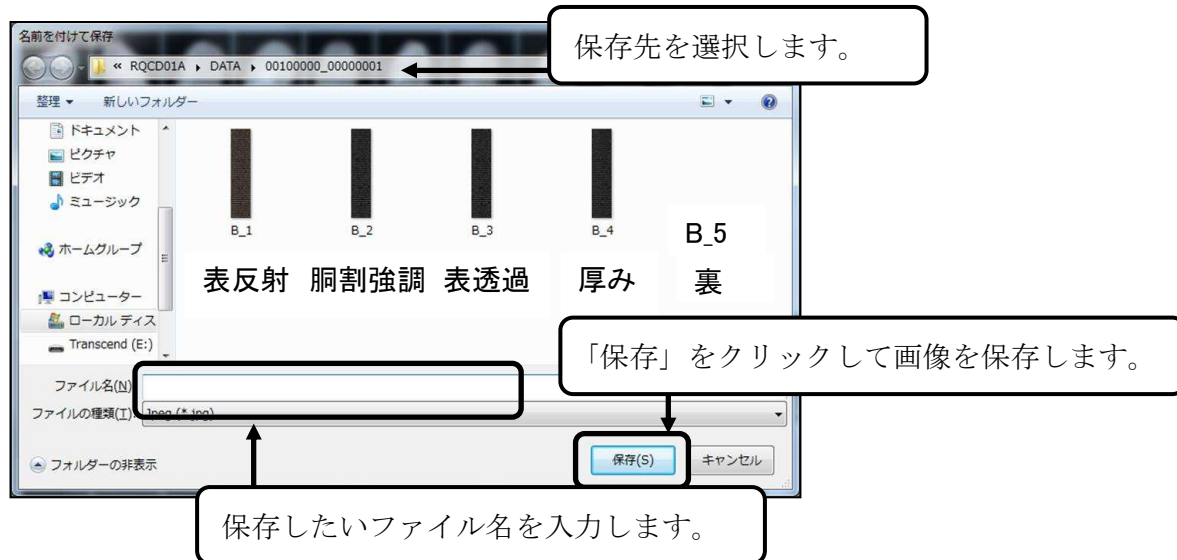 名前を付けて保存
保存先を選択します。
« RQCD01A ▸ DATA ▸ 00100000_00000001
整理 ▼ 新しいフォルダー
ドキュメント
ピクチャ
ビデオ
ミュージック
ホームグループ
コンピューター
ローカル ディス
Transcend (E:)
B_1 B_2 B_3 B_4 B_5
表反射 胴割強調 表透過 厚み 裏
「保存」をクリックして画像を保存します。
ファイル名(N)
ファイルの種類(T): Jpeg (*.jpg)
フォルダーの非表示
保存(S) キャンセル
保存したいファイル名を入力します。